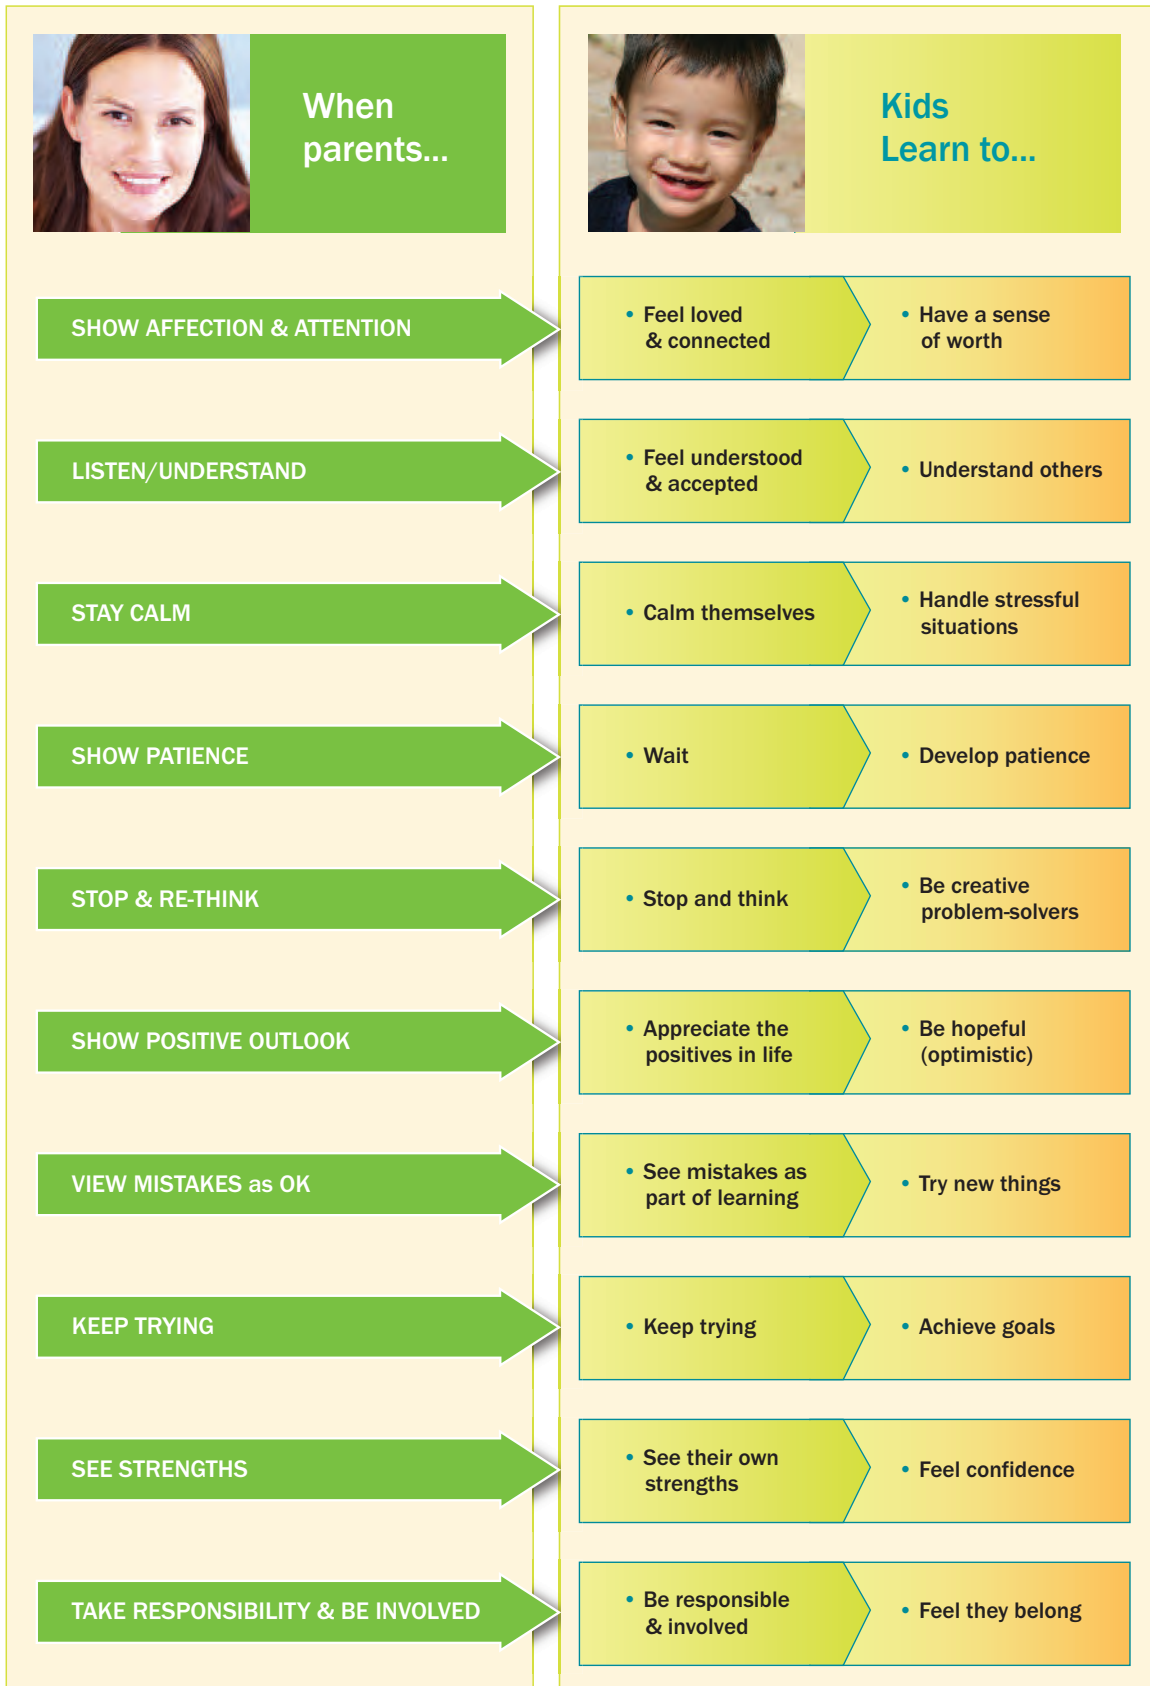 When
parents...
Kids
Learn to...
SHOW AFFECTION & ATTENTION
• Feel loved
& connected
• Have a sense
of worth
LISTEN/UNDERSTAND
• Feel understood
& accepted
• Understand others
STAY CALM
• Calm themselves
• Handle stressful
situations
SHOW PATIENCE
• Wait
• Develop patience
STOP & RE-THINK
• Stop and think
• Be creative
problem-solvers
SHOW POSITIVE OUTLOOK
• Appreciate the
positives in life
• Be hopeful
(optimistic)
VIEW MISTAKES as OK
• See mistakes as
part of learning
• Try new things
KEEP TRYING
• Keep trying
• Achieve goals
SEE STRENGTHS
• See their own
strengths
• Feel confidence
TAKE RESPONSIBILITY & BE INVOLVED
• Be responsible
& involved
• Feel they belong